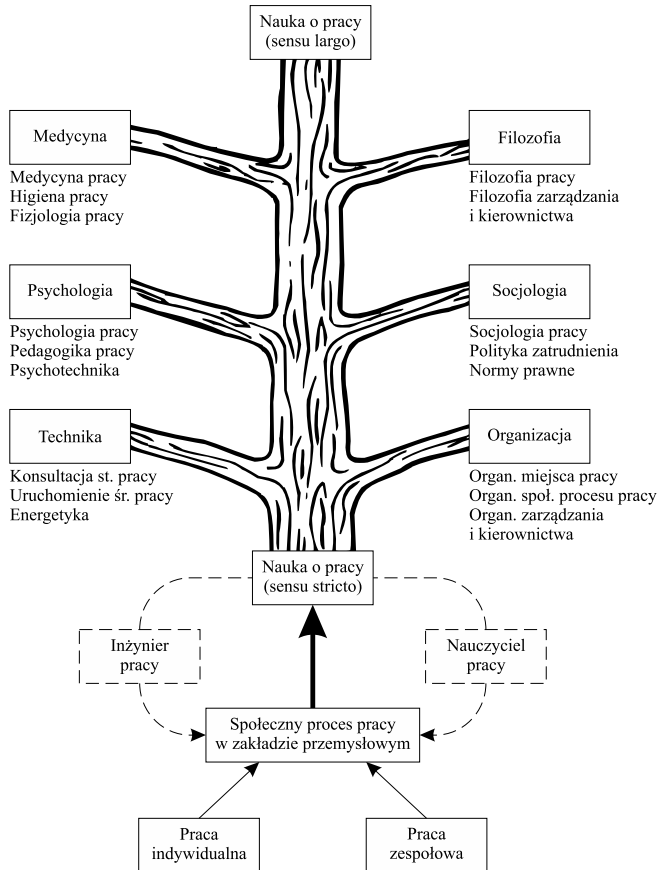 Nauka o pracy
(sensu largo)
Medycyna
Medycyna pracy
Higiena pracy
Fizjologia pracy
Filozofia
Filozofia pracy
Filozofia zarządzania
i kierownictwa
Psychologia
Psychologia pracy
Pedagogika pracy
Psychotechnika
Socjologia
Socjologia pracy
Polityka zatrudnienia
Normy prawne
Technika
Konsultacja st. pracy
Uruchomienie śr. pracy
Energetyka
Organizacja
Organ. miejsca pracy
Organ. społ. procesu pracy
Organ. zarządzania
i kierownictwa
Nauka o pracy
(sensu stricto)
Inżynier
pracy
Nauczyciel
pracy
Społeczny proces pracy
w zakładzie przemysłowym
Praca
indywidualna
Praca
zespołowa